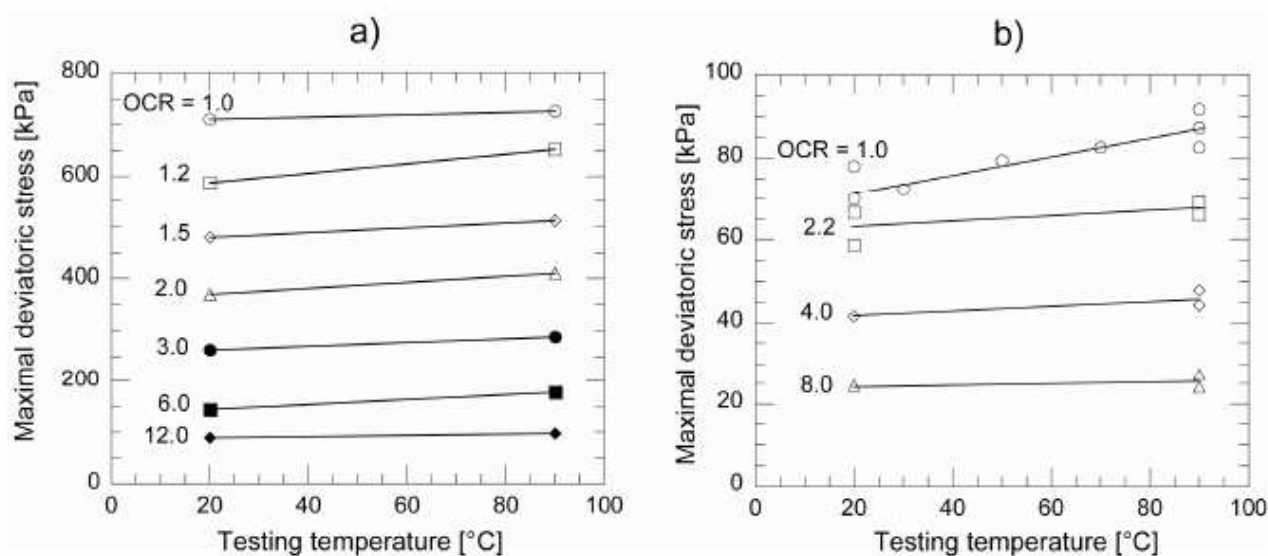 a)
Maximal deviatoric stress [kPa]
800
600
400
200
0
OCR = 1.0
1.2
1.5
2.0
3.0
6.0
12.0
0 20 40 60 80 100
Testing temperature [°C]
b)
Maximal deviatoric stress [kPa]
100
80
60
40
20
0
OCR = 1.0
2.2
4.0
8.0
0 20 40 60 80 100
Testing temperature [°C]